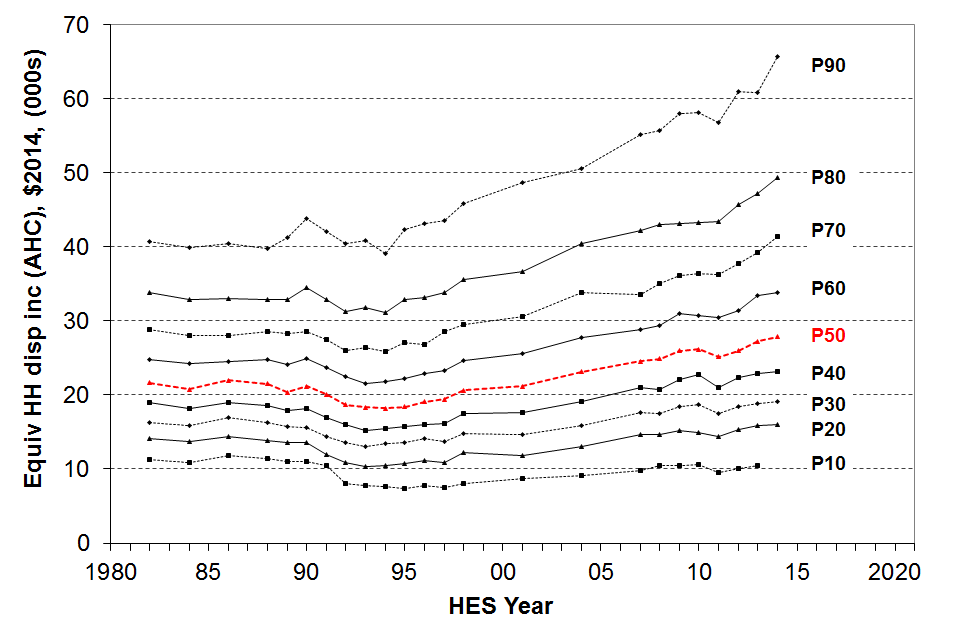 Equiv HH disp inc (AHC), $2014, (000s)
70
60
50
40
30
20
10
0
P90
P80
P70
P60
P50
P40
P30
P20
P10
1980 85 90 95 00 05 10 15 2020
HES Year